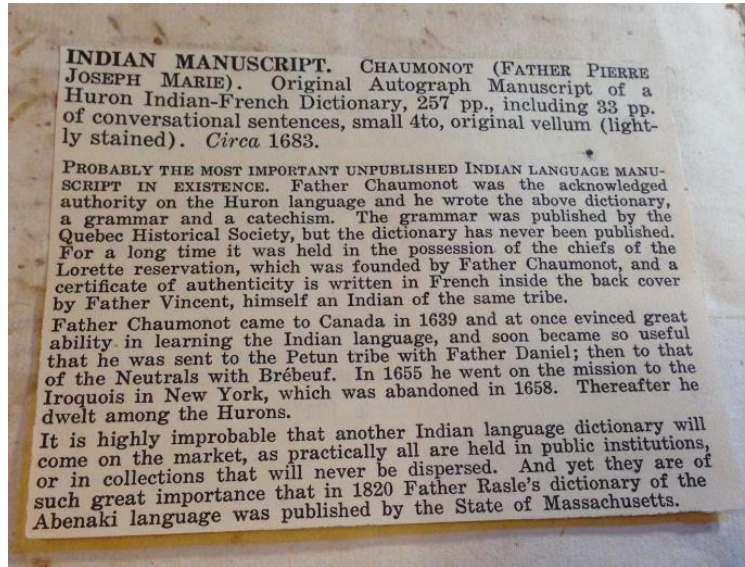 INDIAN MANUSCRIPT. CHAUMONOT (FATHER PIERRE
JOSEPH MARIE). Original Autograph Manuscript of a
Huron Indian-French Dictionary, 257 pp., including 33 pp.
of conversational sentences, small 4to, original vellum (light-
ly stained). Circa 1683.
PROBABLY THE MOST IMPORTANT UNPUBLISHED INDIAN LANGUAGE MANU-
SCRIPT IN EXISTENCE. Father Chaumonot was the acknowledged
authority on the Huron language and he wrote the above dictionary,
a grammar and a catechism. The grammar was published by the
Quebec Historical Society, but the dictionary has never been published.
For a long time it was held in the possession of the chiefs of the
Lorette reservation, which was founded by Father Chaumonot, and a
certificate of authenticity is written in French inside the back cover
by Father Vincent, himself an Indian of the same tribe.
Father Chaumonot came to Canada in 1639 and at once evinced great
ability in learning the Indian language, and soon became so useful
that he was sent to the Petun tribe with Father Daniel; then to that
of the Neutrals with Brébeuf. In 1655 he went on the mission to the
Iroquois in New York, which was abandoned in 1658. Thereafter he
dwelt among the Hurons.
It is highly improbable that another Indian language dictionary will
come on the market, as practically all are held in public institutions,
or in collections that will never be dispersed. And yet they are of
such great importance that in 1820 Father Rasle's dictionary of the
Abenaki language was published by the State of Massachusetts.